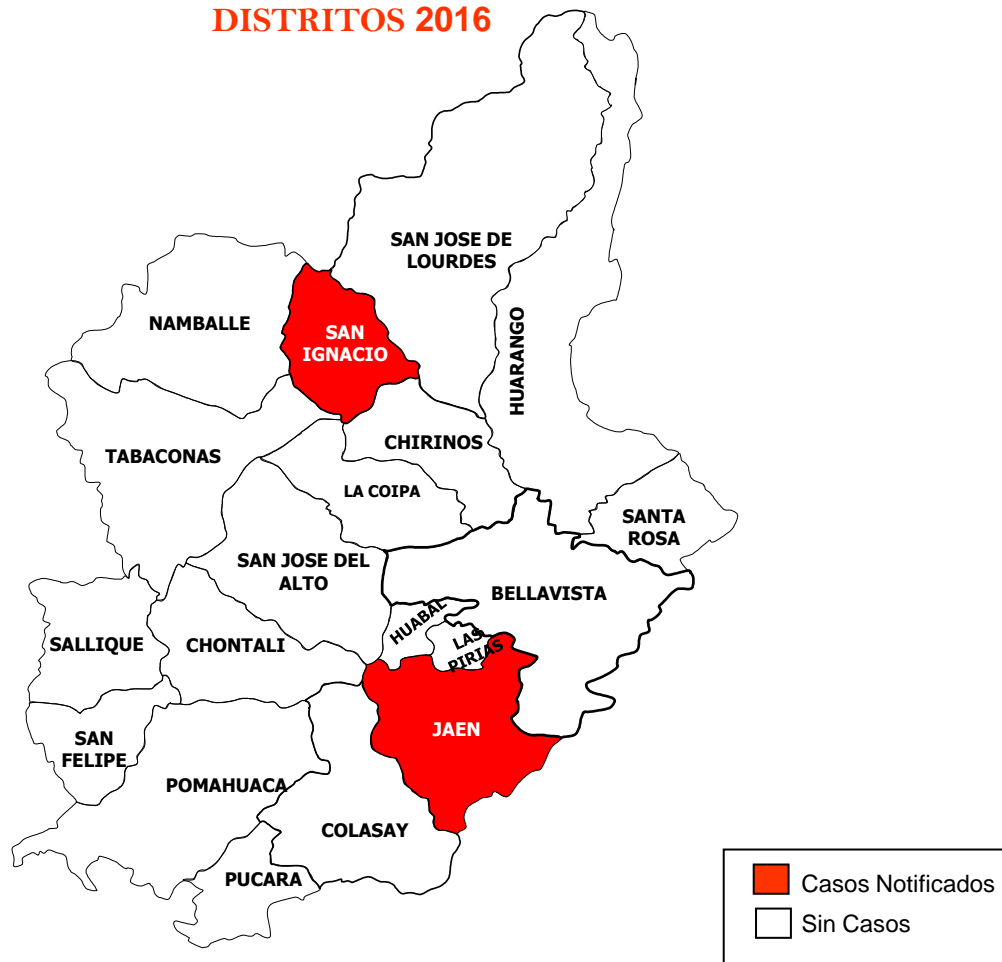 DISTRITOS 2016
SAN JOSE DE
LOURDES
NAMBALLE
SAN
IGNACIO
HUARANGO
TABACONAS
CHIRINOS
LA COIPA
SANTA
ROSA
SAN JOSE DEL
ALTO
BELLAVISTA
HUABAL
LAS
PIRIAS
SALLIQUE
CHONTALI
JAEN
SAN
FELIPE
POMAHUACA
COLASAY
PUCARA
Casos Notificados
Sin Casos